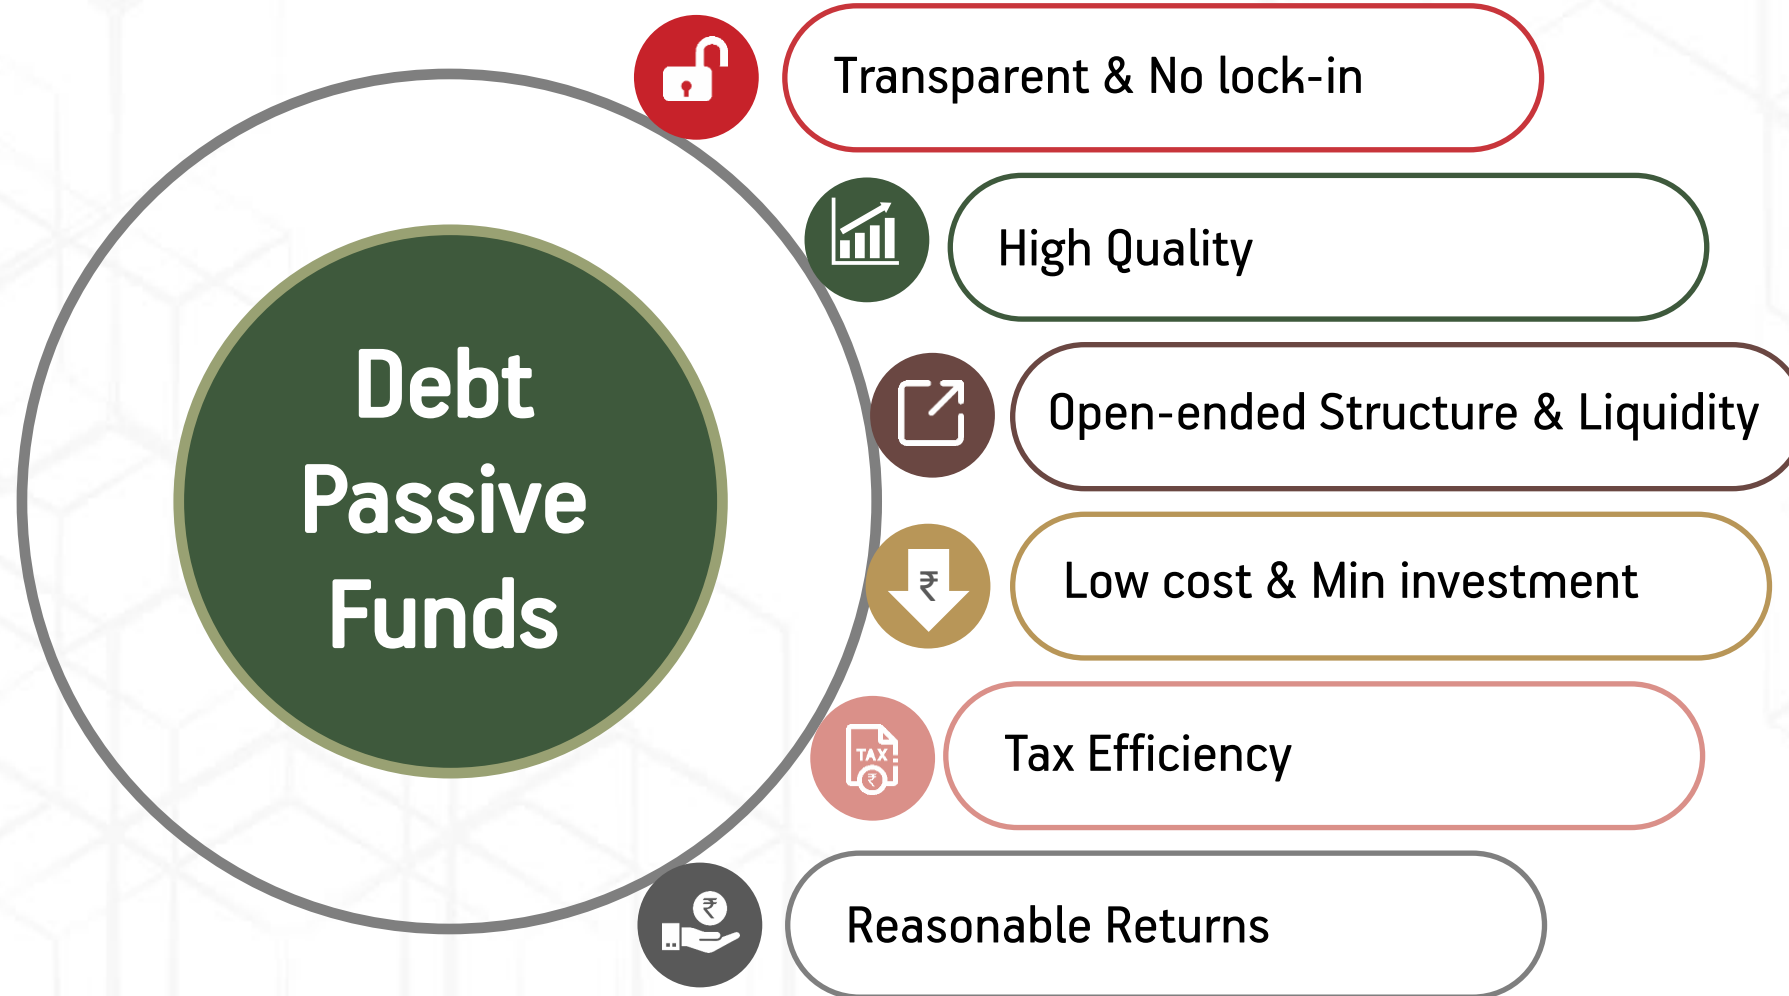 Debt
Passive
Funds
Transparent & No lock-in
High Quality
Open-ended Structure & Liquidity
₹
Low cost & Min investment
TAX
₹
Tax Efficiency
₹
Reasonable Returns